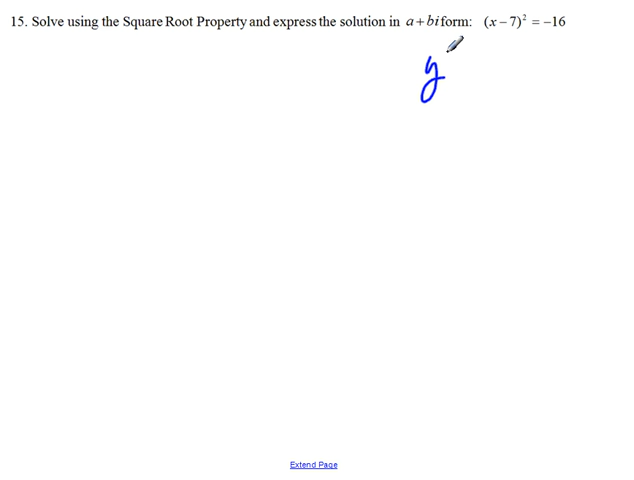 15. Solve using the Square Root Property and express the solution in a + bi form: (x − 7)² = −16
y
Extend Page